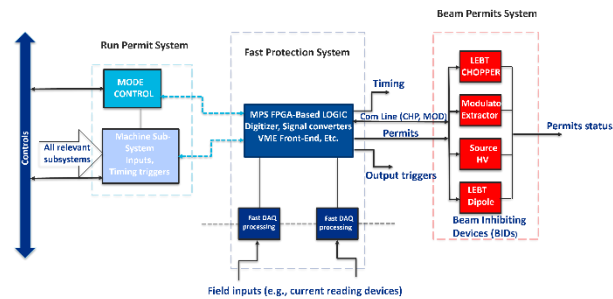 Beam Permits System
Run Permit System
Fast Protection System
Controls
MODE
CONTROL
All relevant
subsystems
Machine Sub-
System
Inputs,
Timing triggers
MPS FPGA-Based LOGIC
Digitizer, Signal converters
VME Front-End, Etc.
Timing
Com Line (CHP, MOD)
Permits
Output triggers
LEBT
CHOPPER
Modulato
Extractor
Source
HV
LEBT
Dipole
Permits status
Beam Inhibiting
Devices (BIDs)
Fast DAQ
processing
Fast DAQ
processing
Field inputs (e.g., current reading devices)